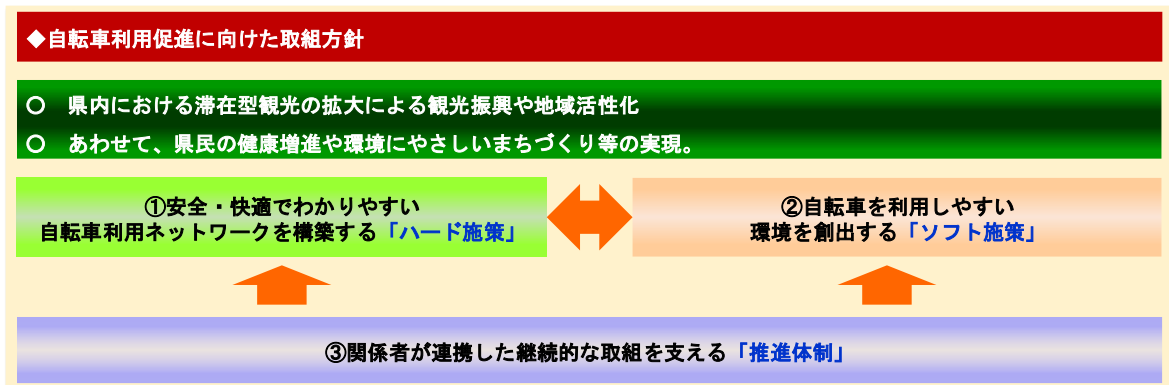 ◆自転車利用促進に向けた取組方針
○　県内における滞在型観光の拡大による観光振興や地域活性化
○　あわせて、県民の健康増進や環境にやさしいまちづくり等の実現。
①安全・快適でわかりやすい
自転車利用ネットワークを構築する「ハード施策」
②自転車を利用しやすい
環境を創出する「ソフト施策」
③関係者が連携した継続的な取組を支える「推進体制」